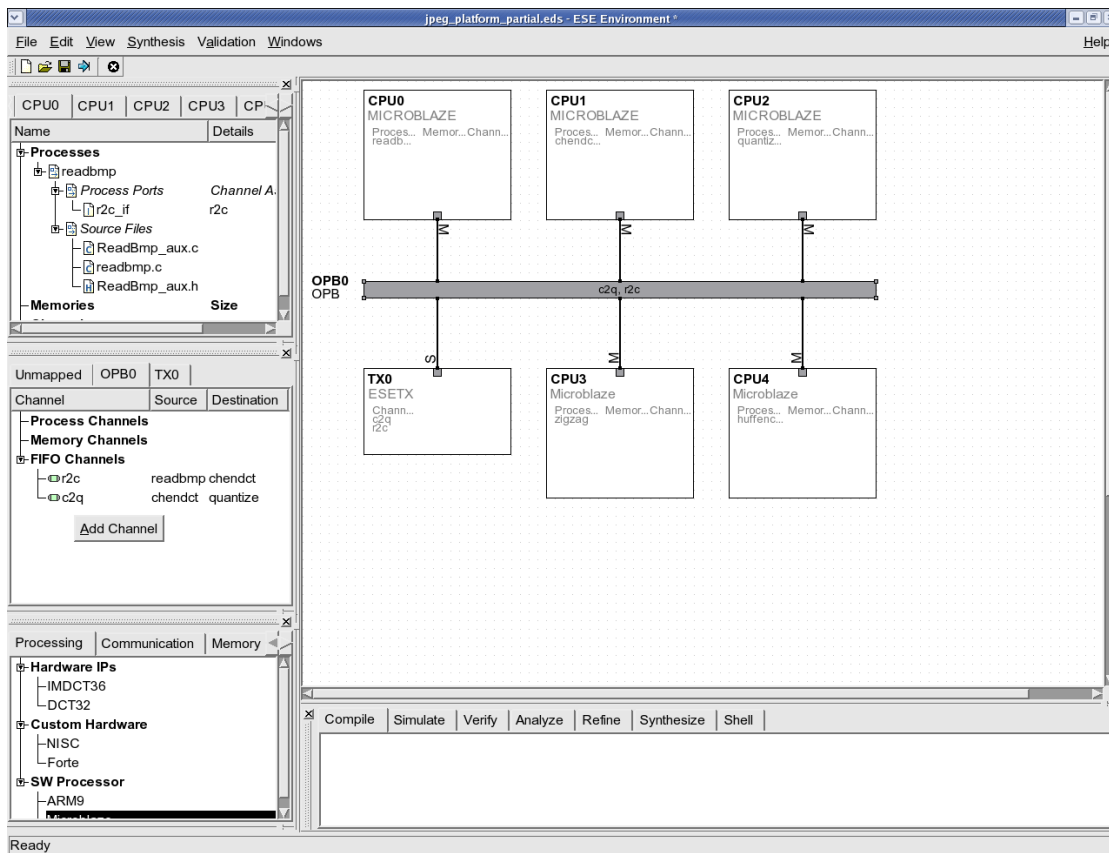 jpeg_platform_partial.eds - ESE Environment *
File Edit View Synthesis Validation Windows Help
CPU0 CPU1 CPU2 CPU3 CP
Name Details
Processes
readbmp
Process Ports Channel A
r2c_if r2c
Source Files
ReadBmp_aux.c
readbmp.c
ReadBmp_aux.h
Memories Size
Unmapped OPB0 TX0
Channel Source Destination
Process Channels
Memory Channels
FIFO Channels
r2c readbmp chendct
c2q chendct quantize
Add Channel
Processing Communication Memory
Hardware IPs
IMDCT36
DCT32
Custom Hardware
NISC
Forte
SW Processor
ARM9
Microblaze
CPU0
MICROBLAZE
Proces... Memor... Chann...
readb...
CPU1
MICROBLAZE
Proces... Memor... Chann...
chendc...
CPU2
MICROBLAZE
Proces... Memor... Chann...
quantiz...
M M M
OPB0
OPB
c2q, r2c
S M M
TX0
ESETX
Chann...
c2q
r2c
CPU3
Microblaze
Proces... Memor... Chann...
zigzag
CPU4
Microblaze
Proces... Memor... Chann...
huffenc...
Compile Simulate Verify Analyze Refine Synthesize Shell
Ready